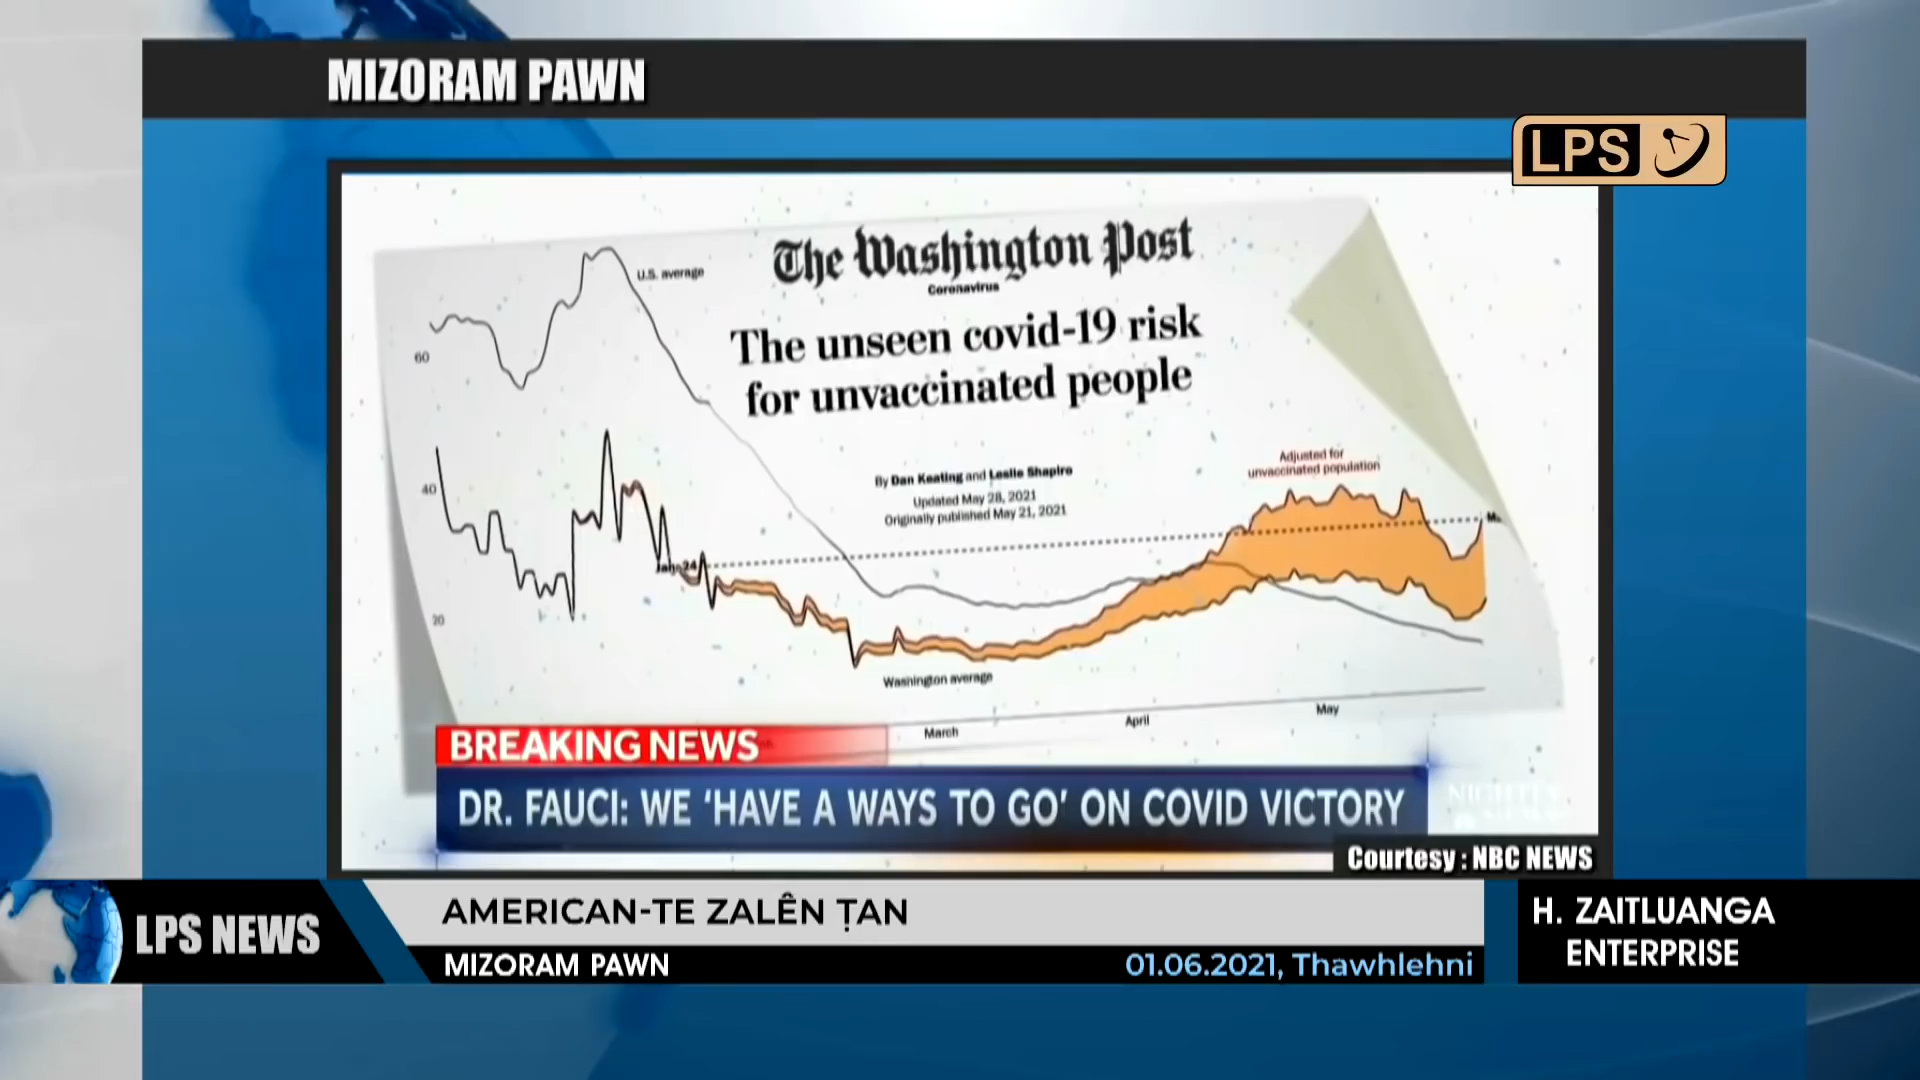 MIZORAM PAWN
LPS
The Washington Post
Coronavirus
U.S. average
The unseen covid-19 risk
for unvaccinated people
60
40
20
By Dan Keating and Leslie Shapiro
Updated May 28, 2021
Originally published May 21, 2021
Adjusted for
unvaccinated population
Jan. 24
Washington average
March
April
May
BREAKING NEWS
DR. FAUCI: WE ‘HAVE A WAYS TO GO’ ON COVID VICTORY
NIGHTLY
Courtesy : NBC NEWS
LPS NEWS
AMERICAN-TE ZALÊN ṬAN
MIZORAM PAWN
01.06.2021, Thawhlehni
H. ZAITLUANGA
ENTERPRISE